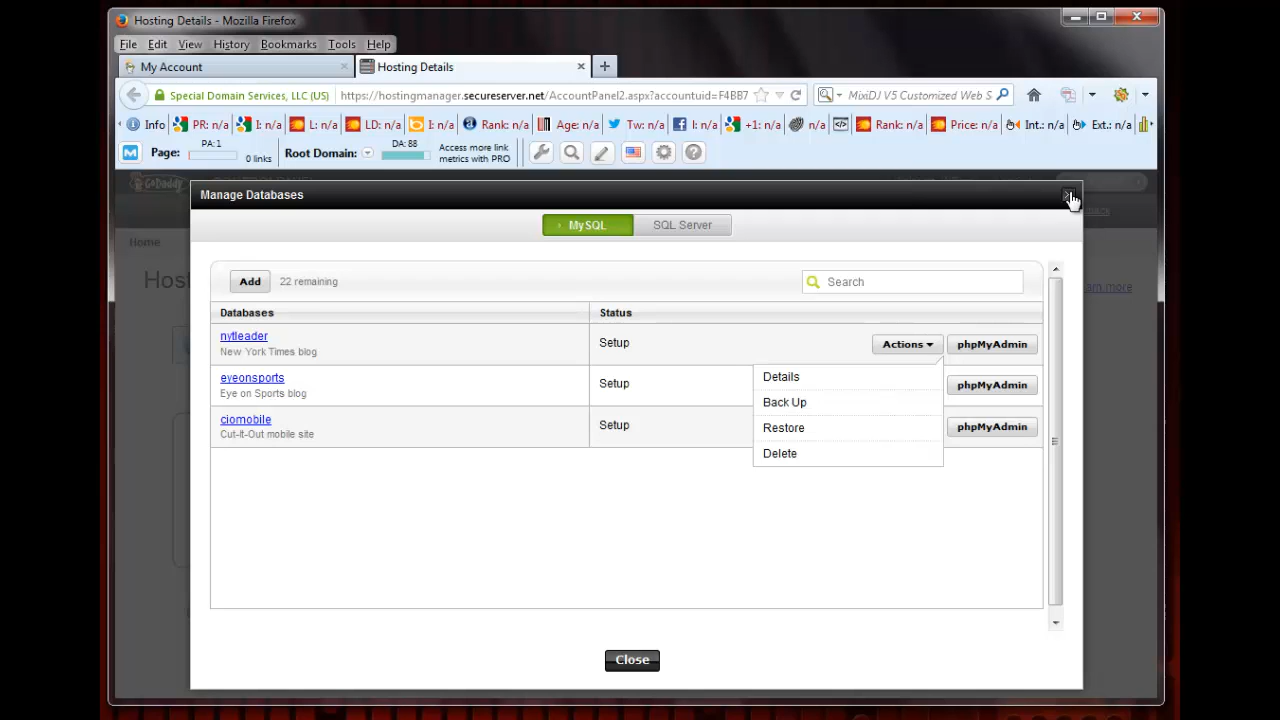 Hosting Details - Mozilla Firefox
File Edit View History Bookmarks Tools Help
My Account × Hosting Details × +
Special Domain Services, LLC (US) https://hostingmanager.secureserver.net/AccountPanel2.aspx?accountuid=F4BB7 MixiDJ V5 Customized Web S
Info PR: n/a I: n/a L: n/a LD: n/a I: n/a Rank: n/a Age: n/a Tw: n/a I: n/a +1: n/a n/a Rank: n/a Price: n/a Int.: n/a Ext.: n/a
M Page: PA: 1 0 links Root Domain: DA: 88 Access more link metrics with PRO
GoDaddy
Manage Databases
Home
MySQL SQL Server
Add 22 remaining Search
Databases Status
nytleader Setup Actions phpMyAdmin
New York Times blog
Details
eyeonsports Setup phpMyAdmin
Eye on Sports blog
Back Up
ciomobile Setup Restore phpMyAdmin
Cut-It-Out mobile site
Delete
Close